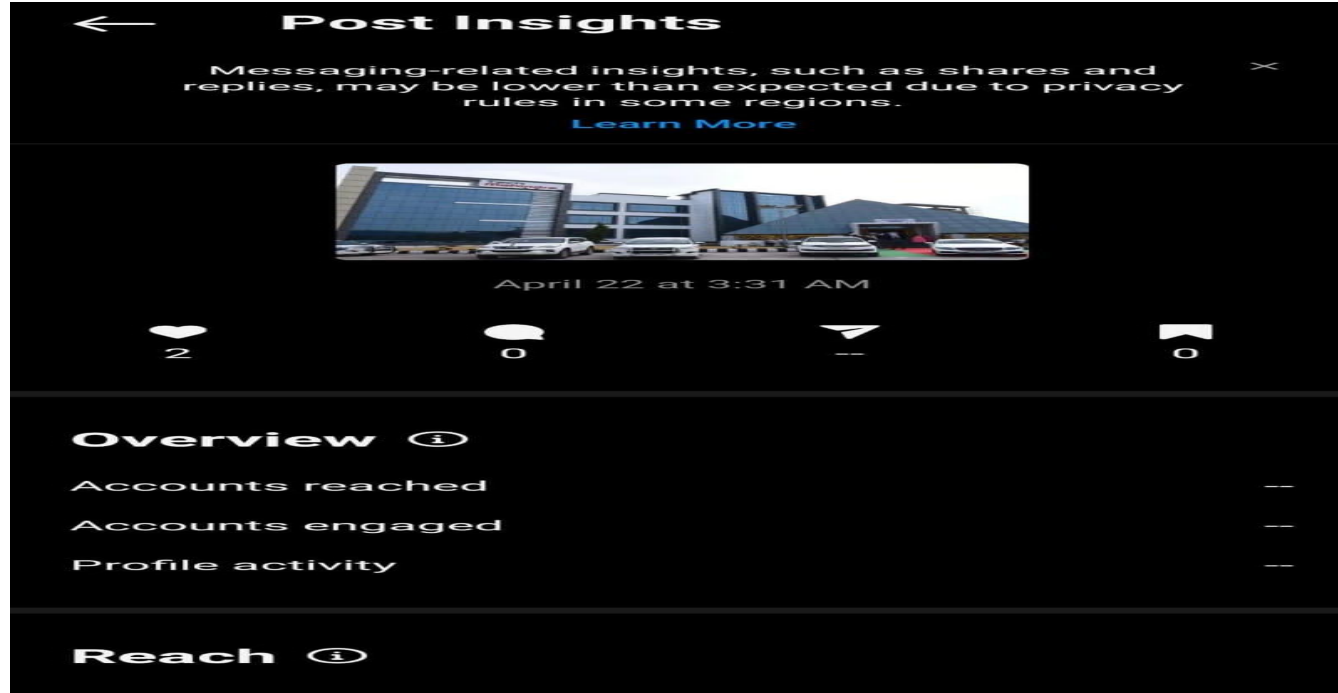 Post Insights
Messaging-related insights, such as shares and
replies, may be lower than expected due to privacy
rules in some regions.
Learn More
April 22 at 3:31 AM
2
0
--
0
Overview
Accounts reached
--
Accounts engaged
--
Profile activity
--
Reach